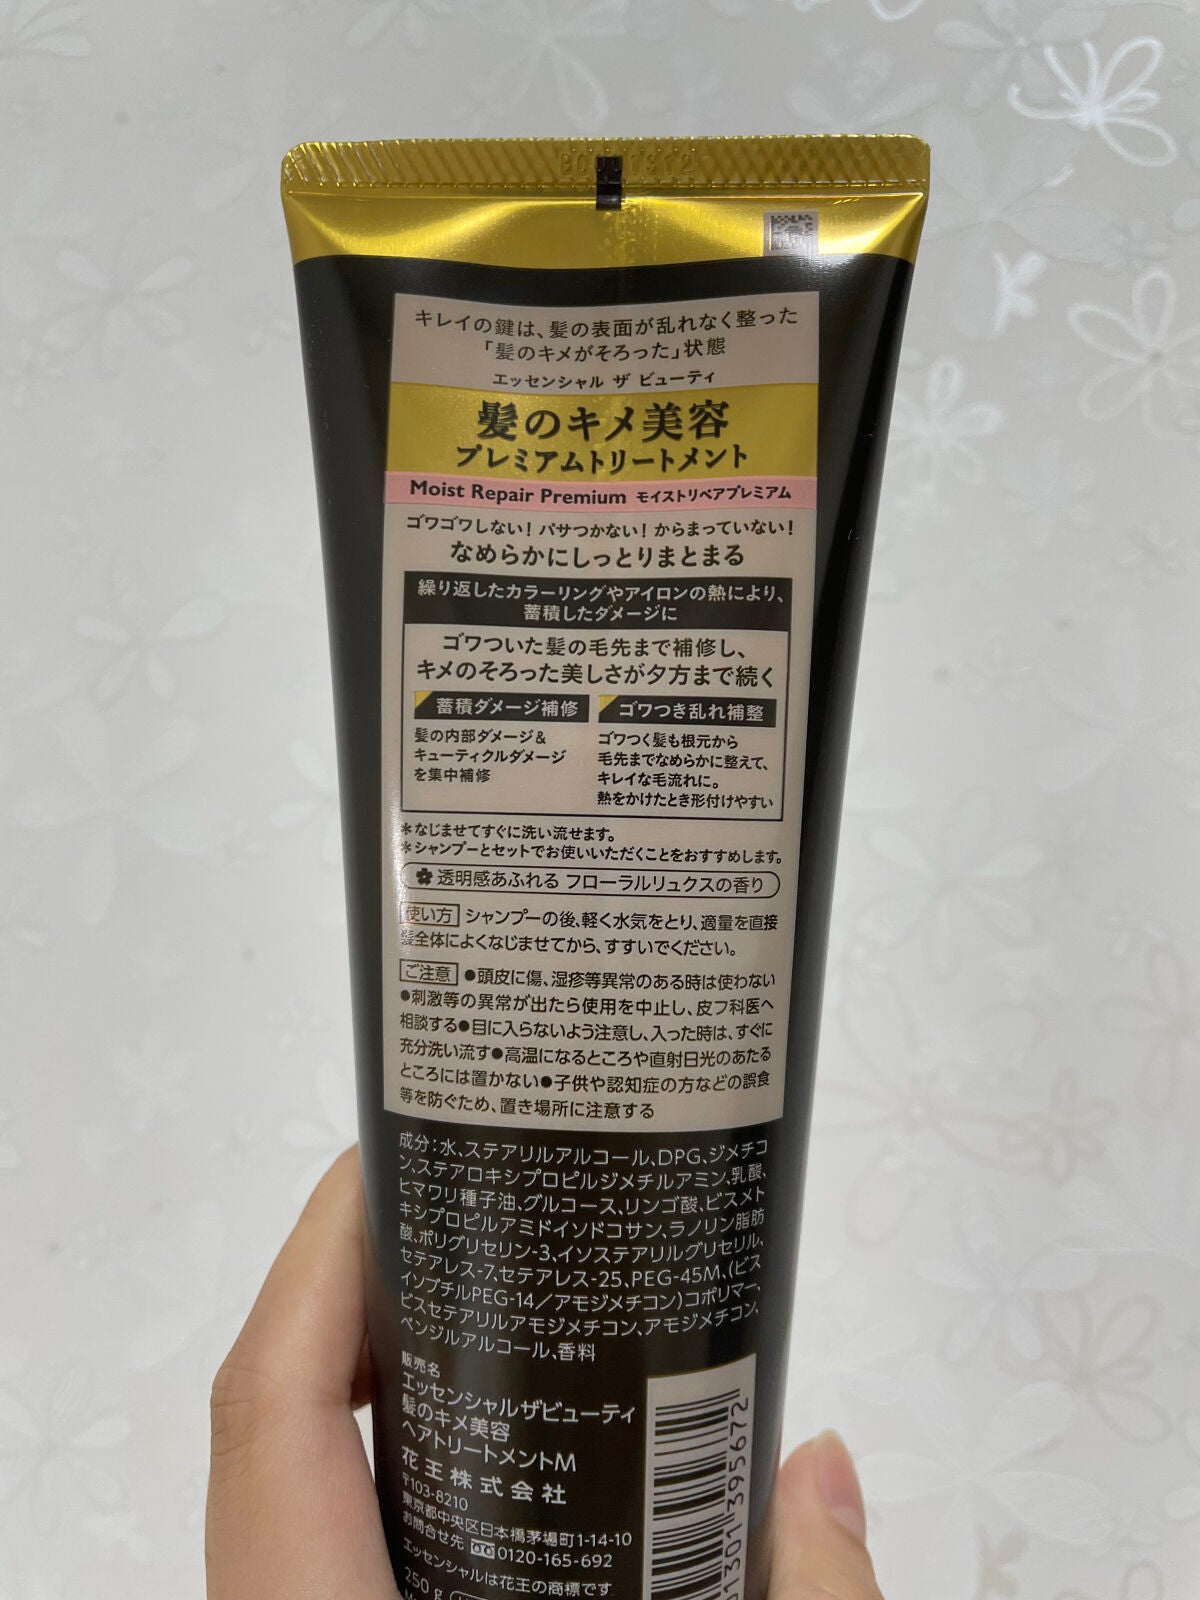 キレイの鍵は、髪の表面が乱れなく整った
「髪のキメがそろった」状態
エッセンシャル ザ ビューティ
髪のキメ美容
プレミアムトリートメント
Moist Repair Premium モイストリペアプレミアム
ゴワゴワしない！パサつかない！からまっていない！
なめらかにしっとりまとまる
繰り返したカラーリングやアイロンの熱により、
蓄積したダメージに
ゴワついた髪の毛先まで補修し、
キメのそろった美しさが夕方まで続く
蓄積ダメージ補修
髪の内部ダメージ＆
キューティクルダメージ
を集中補修
ゴワつき乱れ補整
ゴワつく髪も根元から
毛先までなめらかに整えて、
キレイな毛流れに。
熱をかけたとき形付けやすい
＊なじませてすぐに洗い流せます。
＊シャンプーとセットでお使いいただくことをおすすめします。
透明感あふれる フローラルリュクスの香り
使い方 シャンプーの後、軽く水気をとり、適量を直接
髪全体によくなじませてから、すすいでください。
ご注意 ●頭皮に傷、湿疹等異常のある時は使わない
●刺激等の異常が出たら使用を中止し、皮フ科医へ
相談する●目に入らないよう注意し、入った時は、すぐに
充分洗い流す●高温になるところや直射日光のあたる
ところには置かない●子供や認知症の方などの誤食
等を防ぐため、置き場所に注意する
成分：水、ステアリルアルコール、DPG、ジメチコ
ン、ステアロキシプロピルジメチルアミン、乳酸、
ヒマワリ種子油、グルコース、リンゴ酸、ビスメト
キシプロピルアミドイソドコサン、ラノリン脂肪
酸、ポリグリセリン-3、イソステアリルグリセリル、
セテアレス-7、セテアレス-25、PEG-45M、(ビス
イソブチルPEG-14／アモジメチコン)コポリマー、
ビスセテアリルアモジメチコン、アモジメチコン、
ベンジルアルコール、香料
販売名
エッセンシャルザビューティ
髪のキメ美容
ヘアトリートメントM
花王株式会社
〒103-8210
東京都中央区日本橋茅場町1-14-10
お問合せ先 0120-165-692
エッセンシャルは花王の商標です
250 g
01301 395672